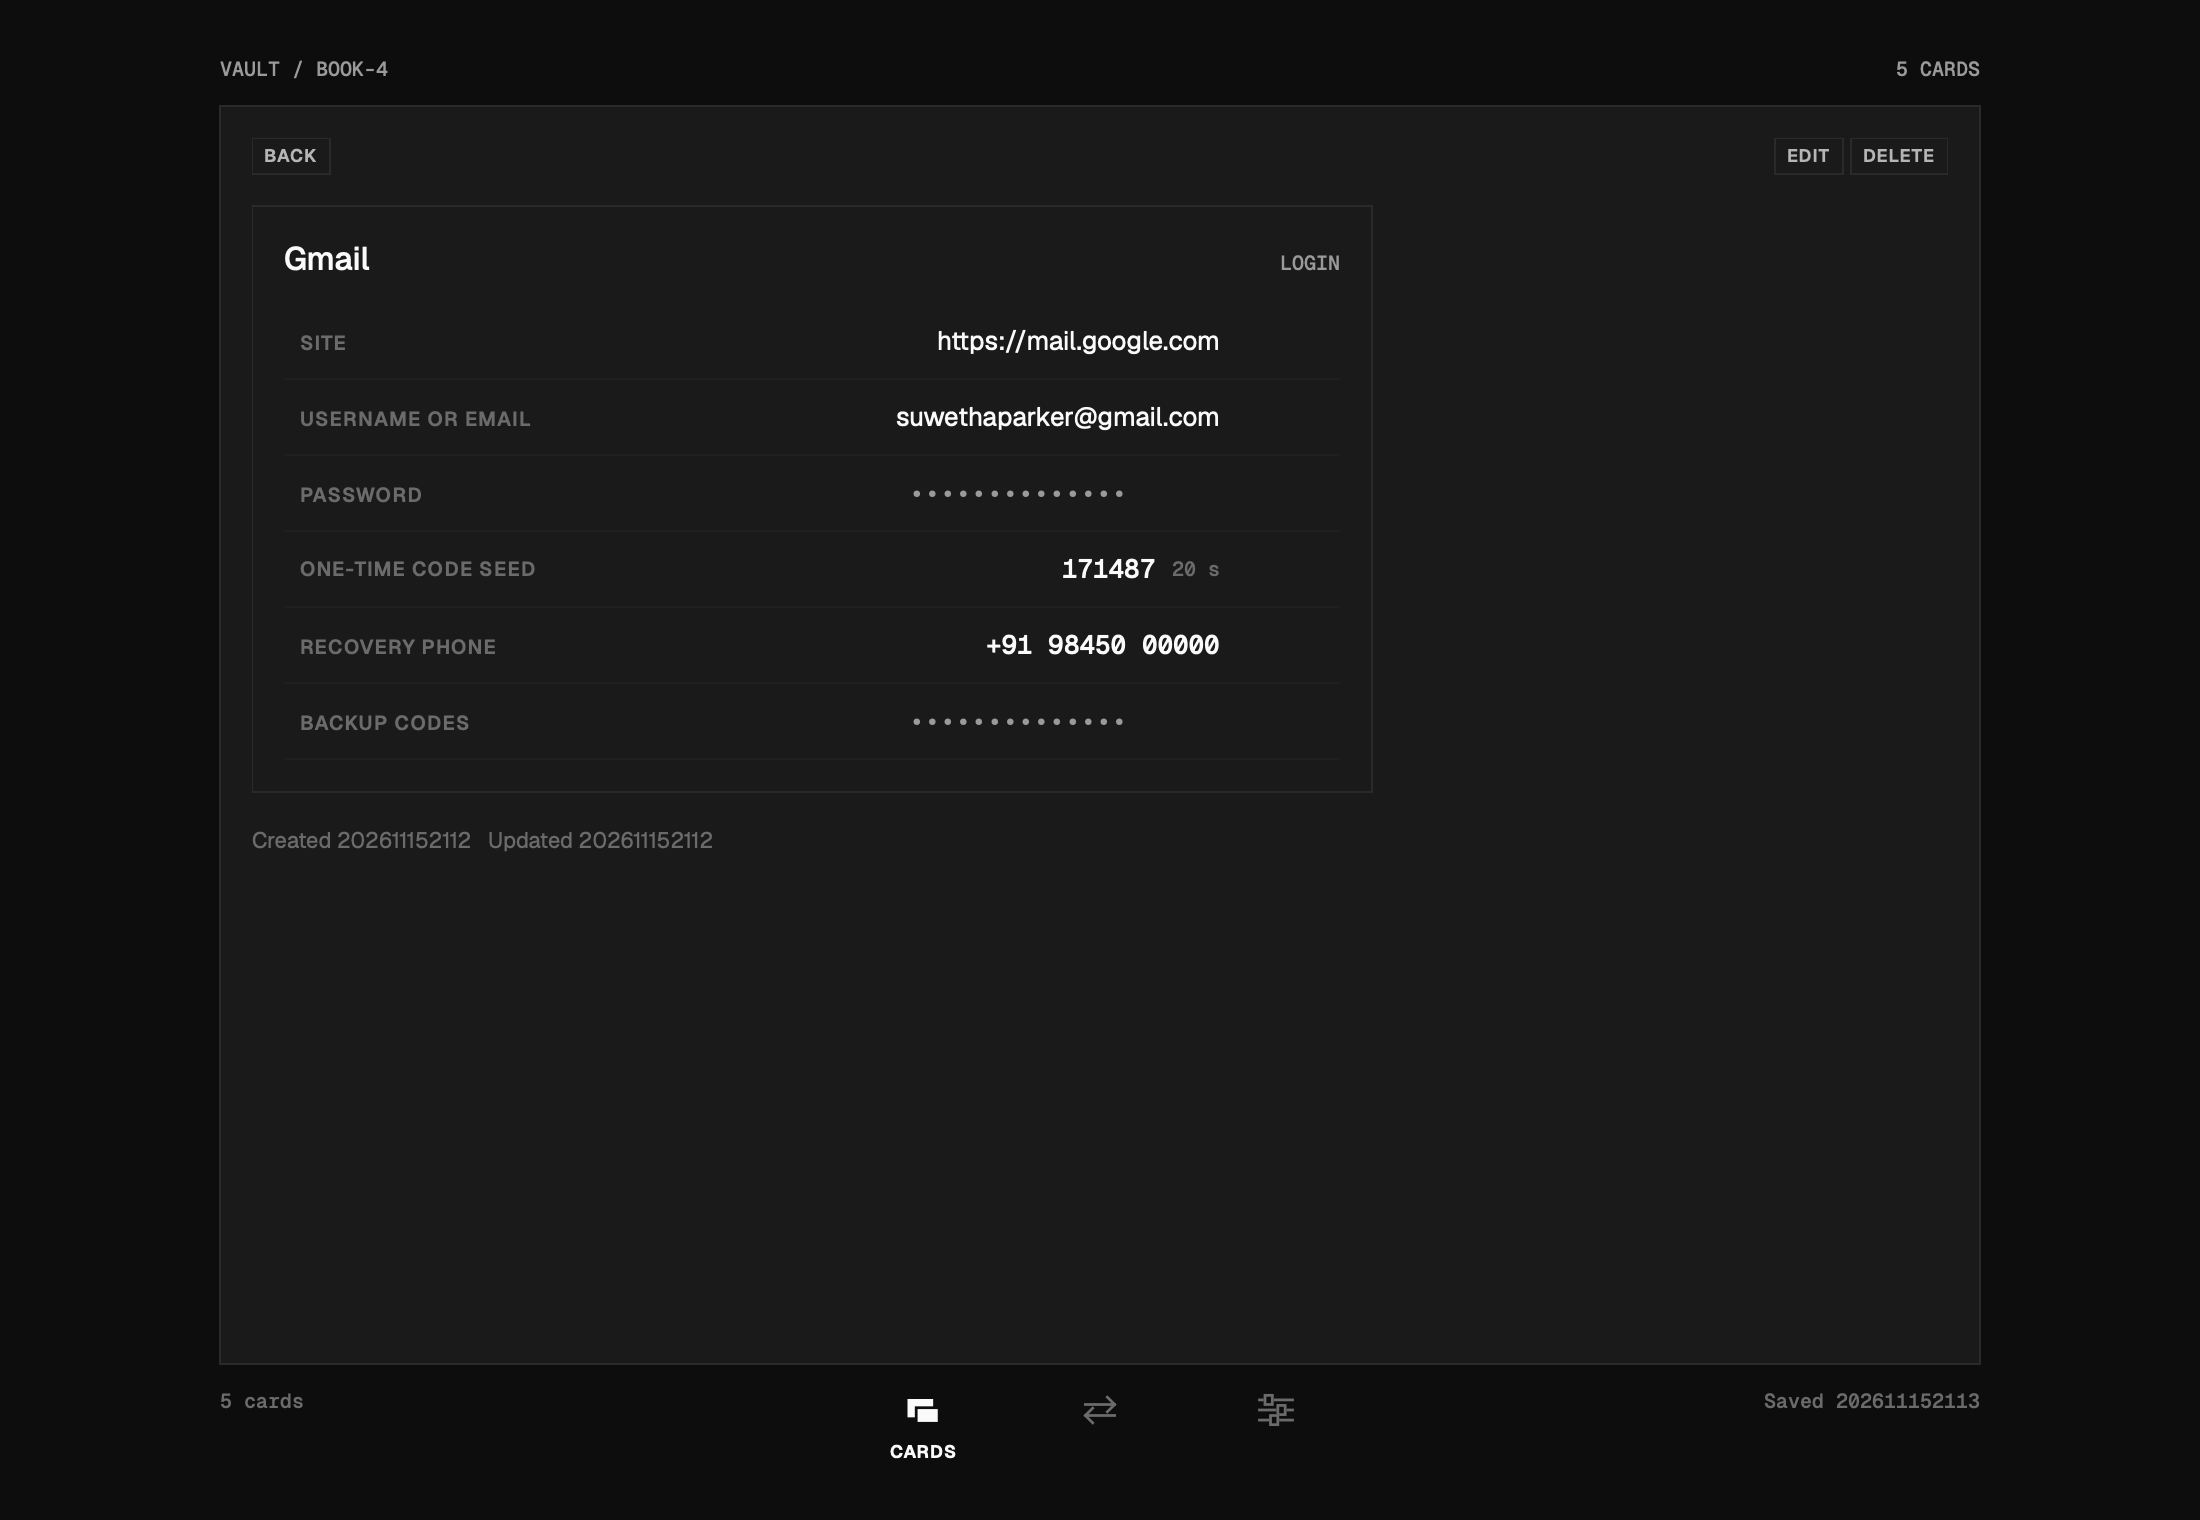 VAULT / BOOK-4
5 CARDS
BACK
EDIT
DELETE
Gmail
LOGIN
SITE
https://mail.google.com
USERNAME OR EMAIL
suwethaparker@gmail.com
PASSWORD
••••••••••••••
ONE-TIME CODE SEED
171487 20 s
RECOVERY PHONE
+91 98450 00000
BACKUP CODES
••••••••••••••
Created 202611152112 Updated 202611152112
5 cards
CARDS
Saved 202611152113